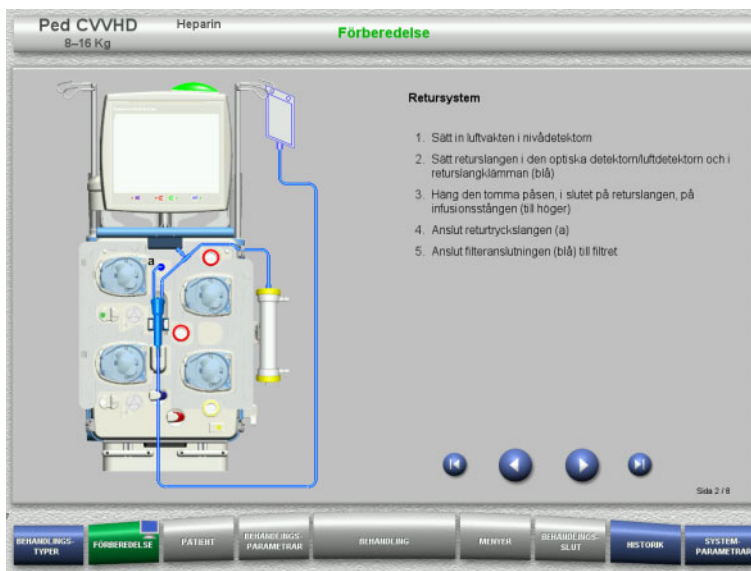 Ped CVVHD
Heparin
8–16 Kg
Förberedelse
Retursystem
1. Sätt in luftvakten i nivådetektorn
2. Sätt returslangen i den optiska detektorn/luftdetektorn och i
returslangklämman (blå)
3. Häng den tomma påsen, i slutet på returslangen, på
infusionsstången (till höger)
4. Anslut returtryckslangen (a)
5. Anslut filteranslutningen (blå) till filtret
a
Sida 2 / 8
BEHANDLINGS-
TYPER
FÖRBEREDELSE
PATIENT
BEHANDLINGS-
PARAMETRAR
BEHANDLING
MENYER
BEHANDLINGS-
SLUT
HISTORIK
SYSTEM-
PARAMETRAR